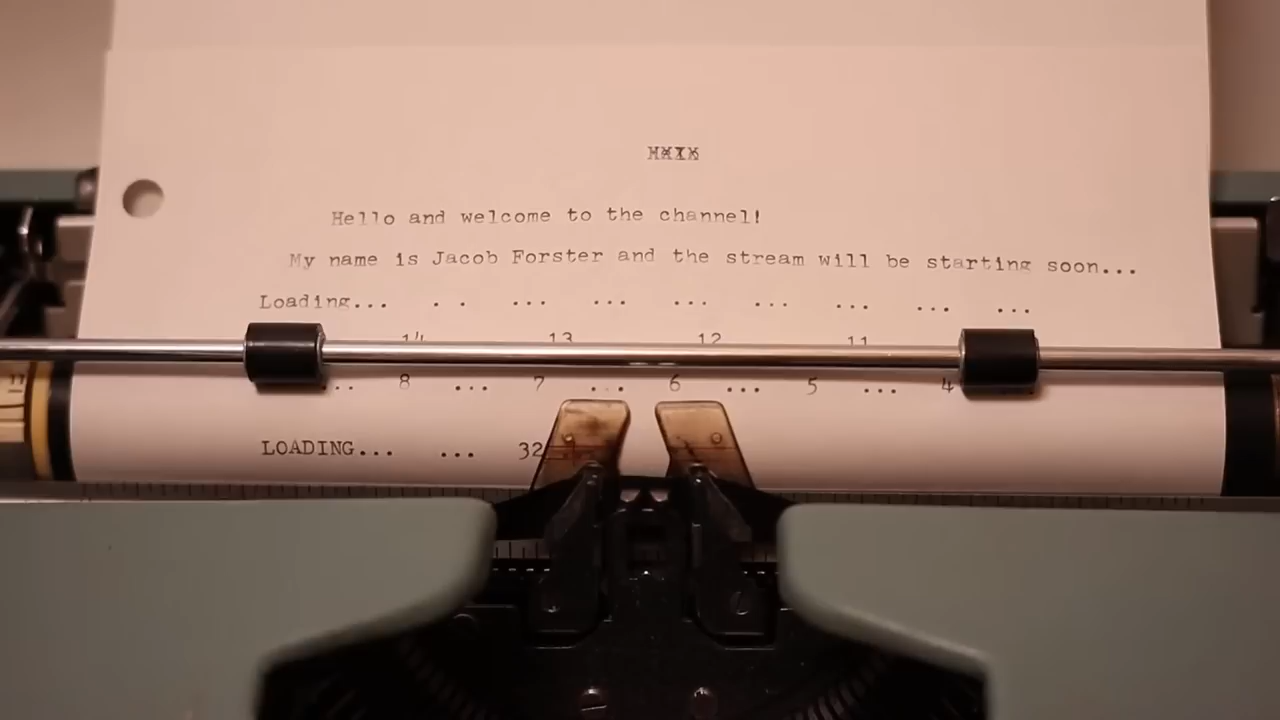 Hello and welcome to the channel!
My name is Jacob Forster and the stream will be starting soon...
Loading... . . ... ... ... ... ... ... ...
14 13 12 11
.. 8 ... 7 ... 6 ... 5 ... 4
LOADING... ... 32
11